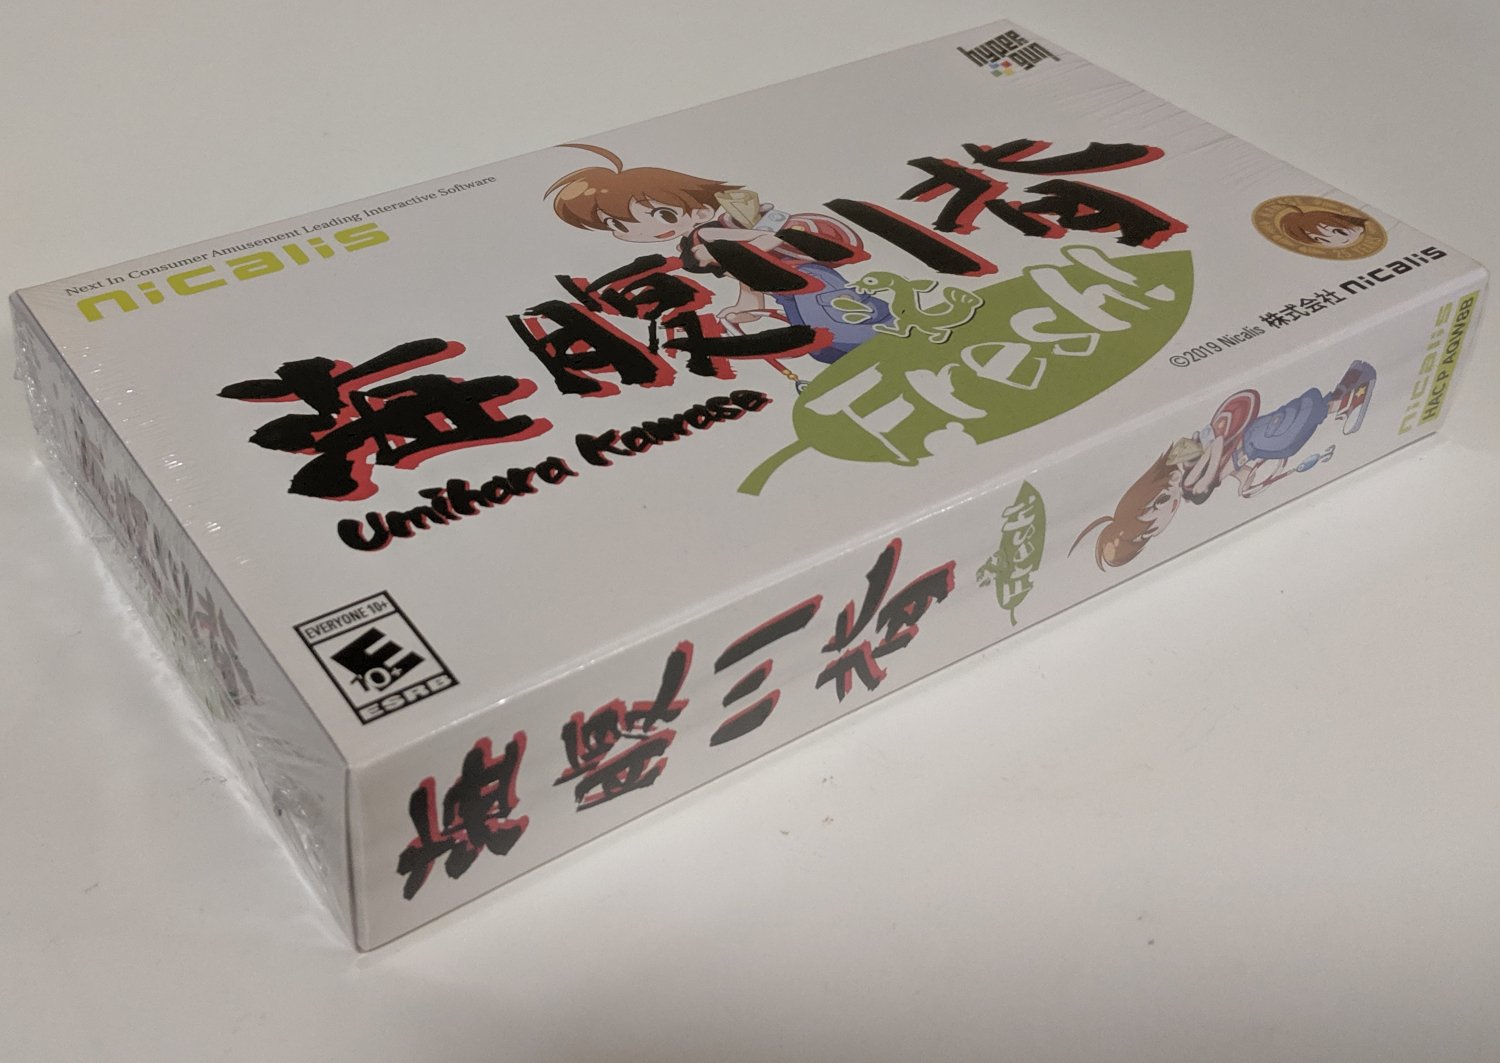 hyper gun
Next In Consumer Amusement Leading Interactive Software
nicalis
海腹川背
Fresh!
Umihara Kawase
©2019 Nicalis 株式会社 nicalis
EVERYONE 10+
E
10+
ESRB
海腹川背
Fresh!
nicalis
HACP AQW8B